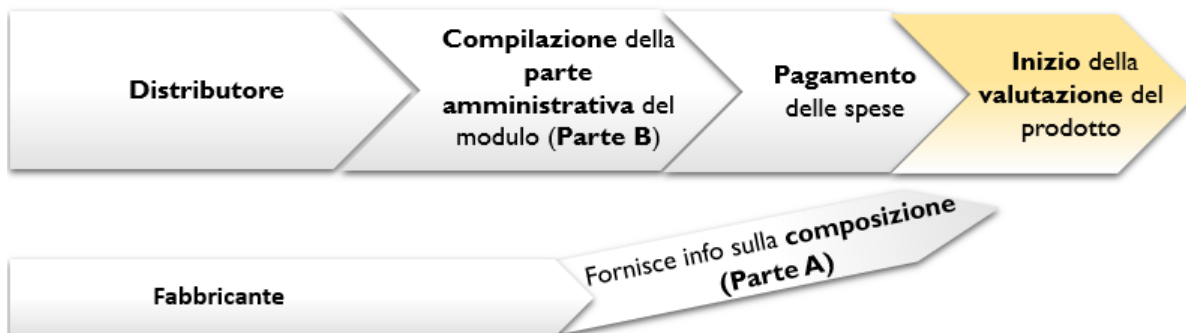 Distributore
Compilazione della
parte
amministrativa del
modulo (Parte B)
Pagamento
delle spese
Inizio della
valutazione del
prodotto
Fabbricante
Fornisce info sulla composizione
(Parte A)